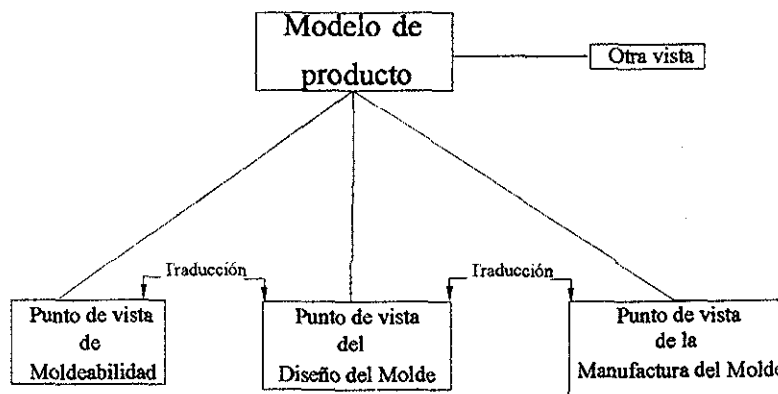 Modelo de
producto
Otra vista
Traducción
Traducción
Punto de vista
de
Moldeabilidad
Punto de vista
del
Diseño del Molde
Punto de vista
de la
Manufactura del Molde